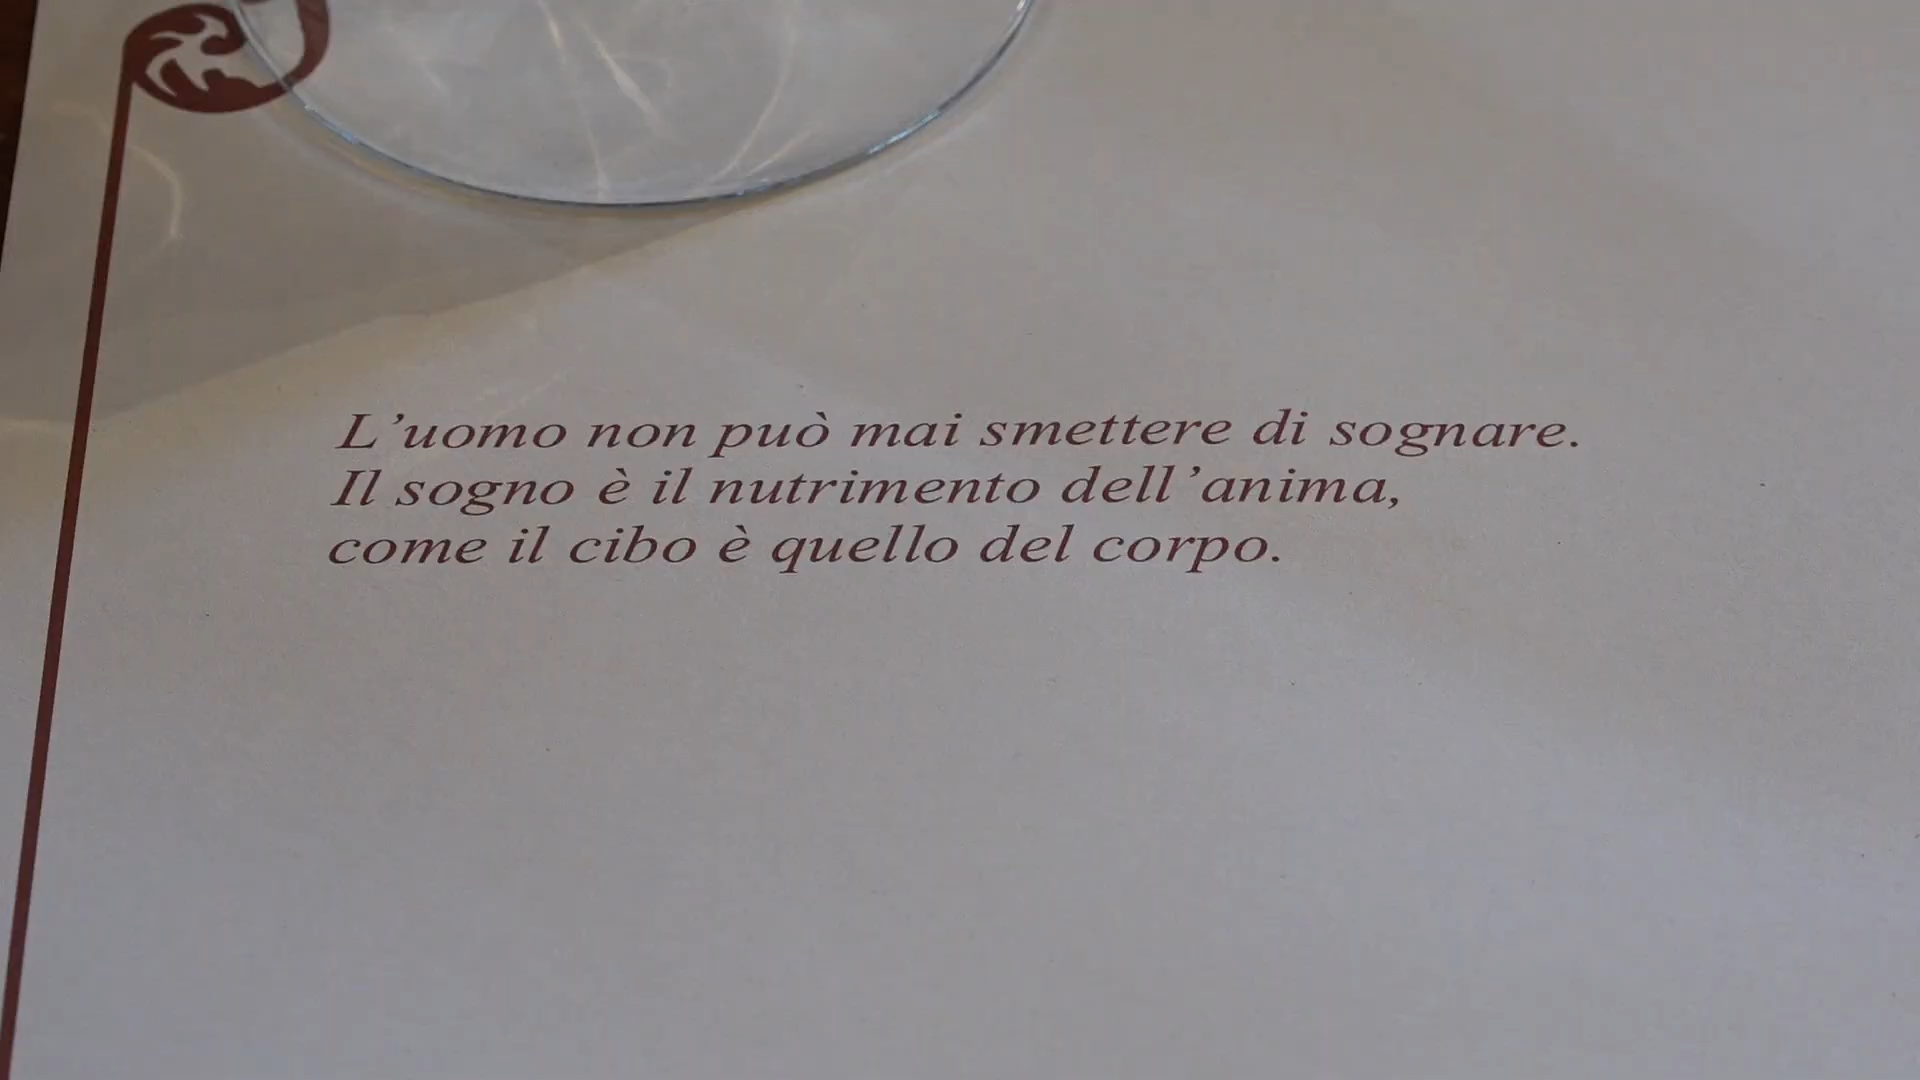 L’uomo non può mai smettere di sognare.
Il sogno è il nutrimento dell’anima,
come il cibo è quello del corpo.